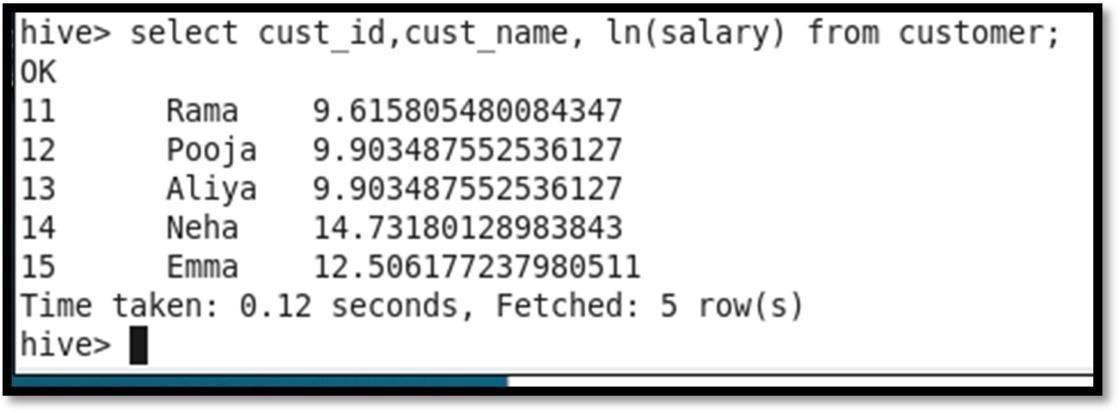 hive> select cust_id,cust_name, ln(salary) from customer;
OK
11 Rama 9.615805480084347
12 Pooja 9.903487552536127
13 Aliya 9.903487552536127
14 Neha 14.73180128983843
15 Emma 12.506177237980511
Time taken: 0.12 seconds, Fetched: 5 row(s)
hive>